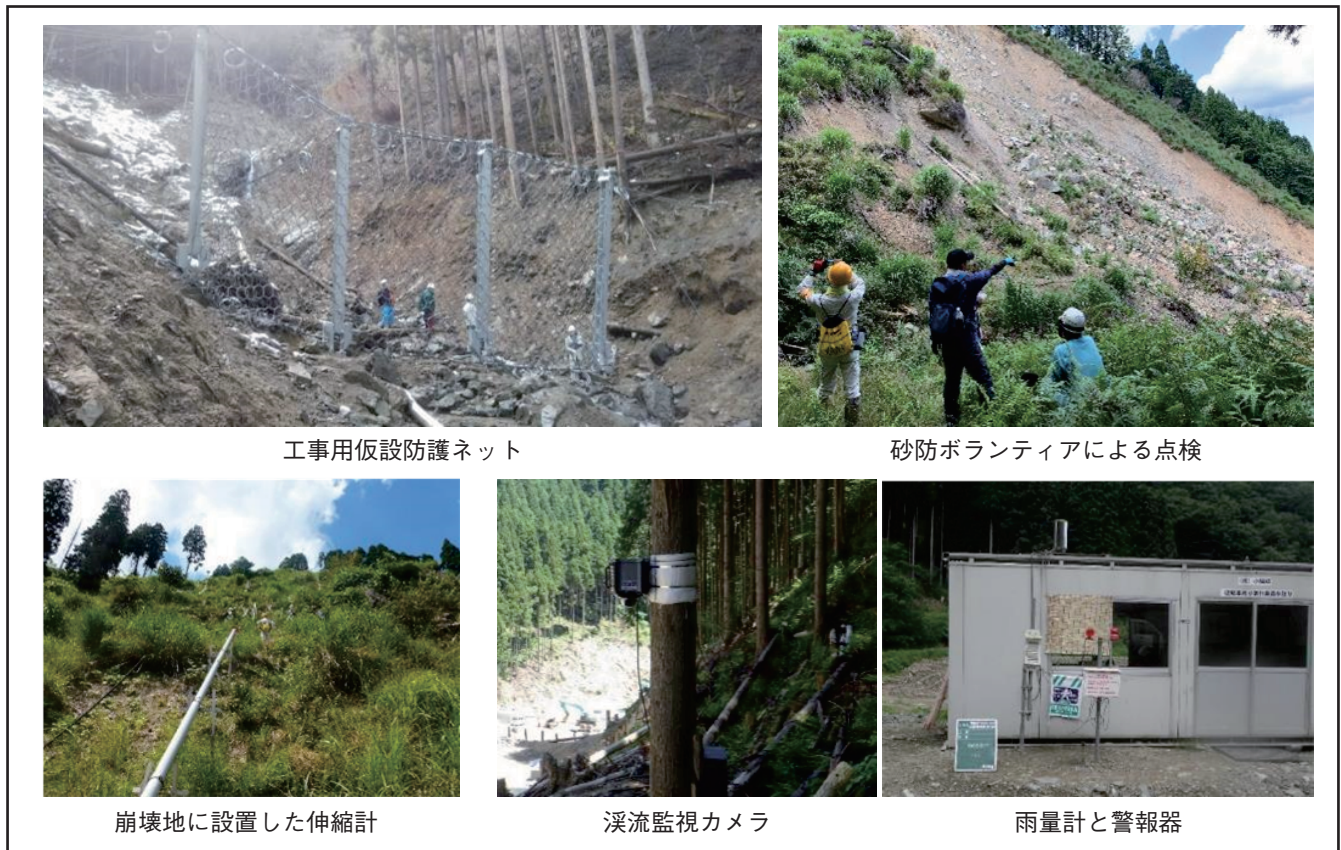 工事用仮設防護ネット
砂防ボランティアによる点検
崩壊地に設置した伸縮計
渓流監視カメラ
雨量計と警報器